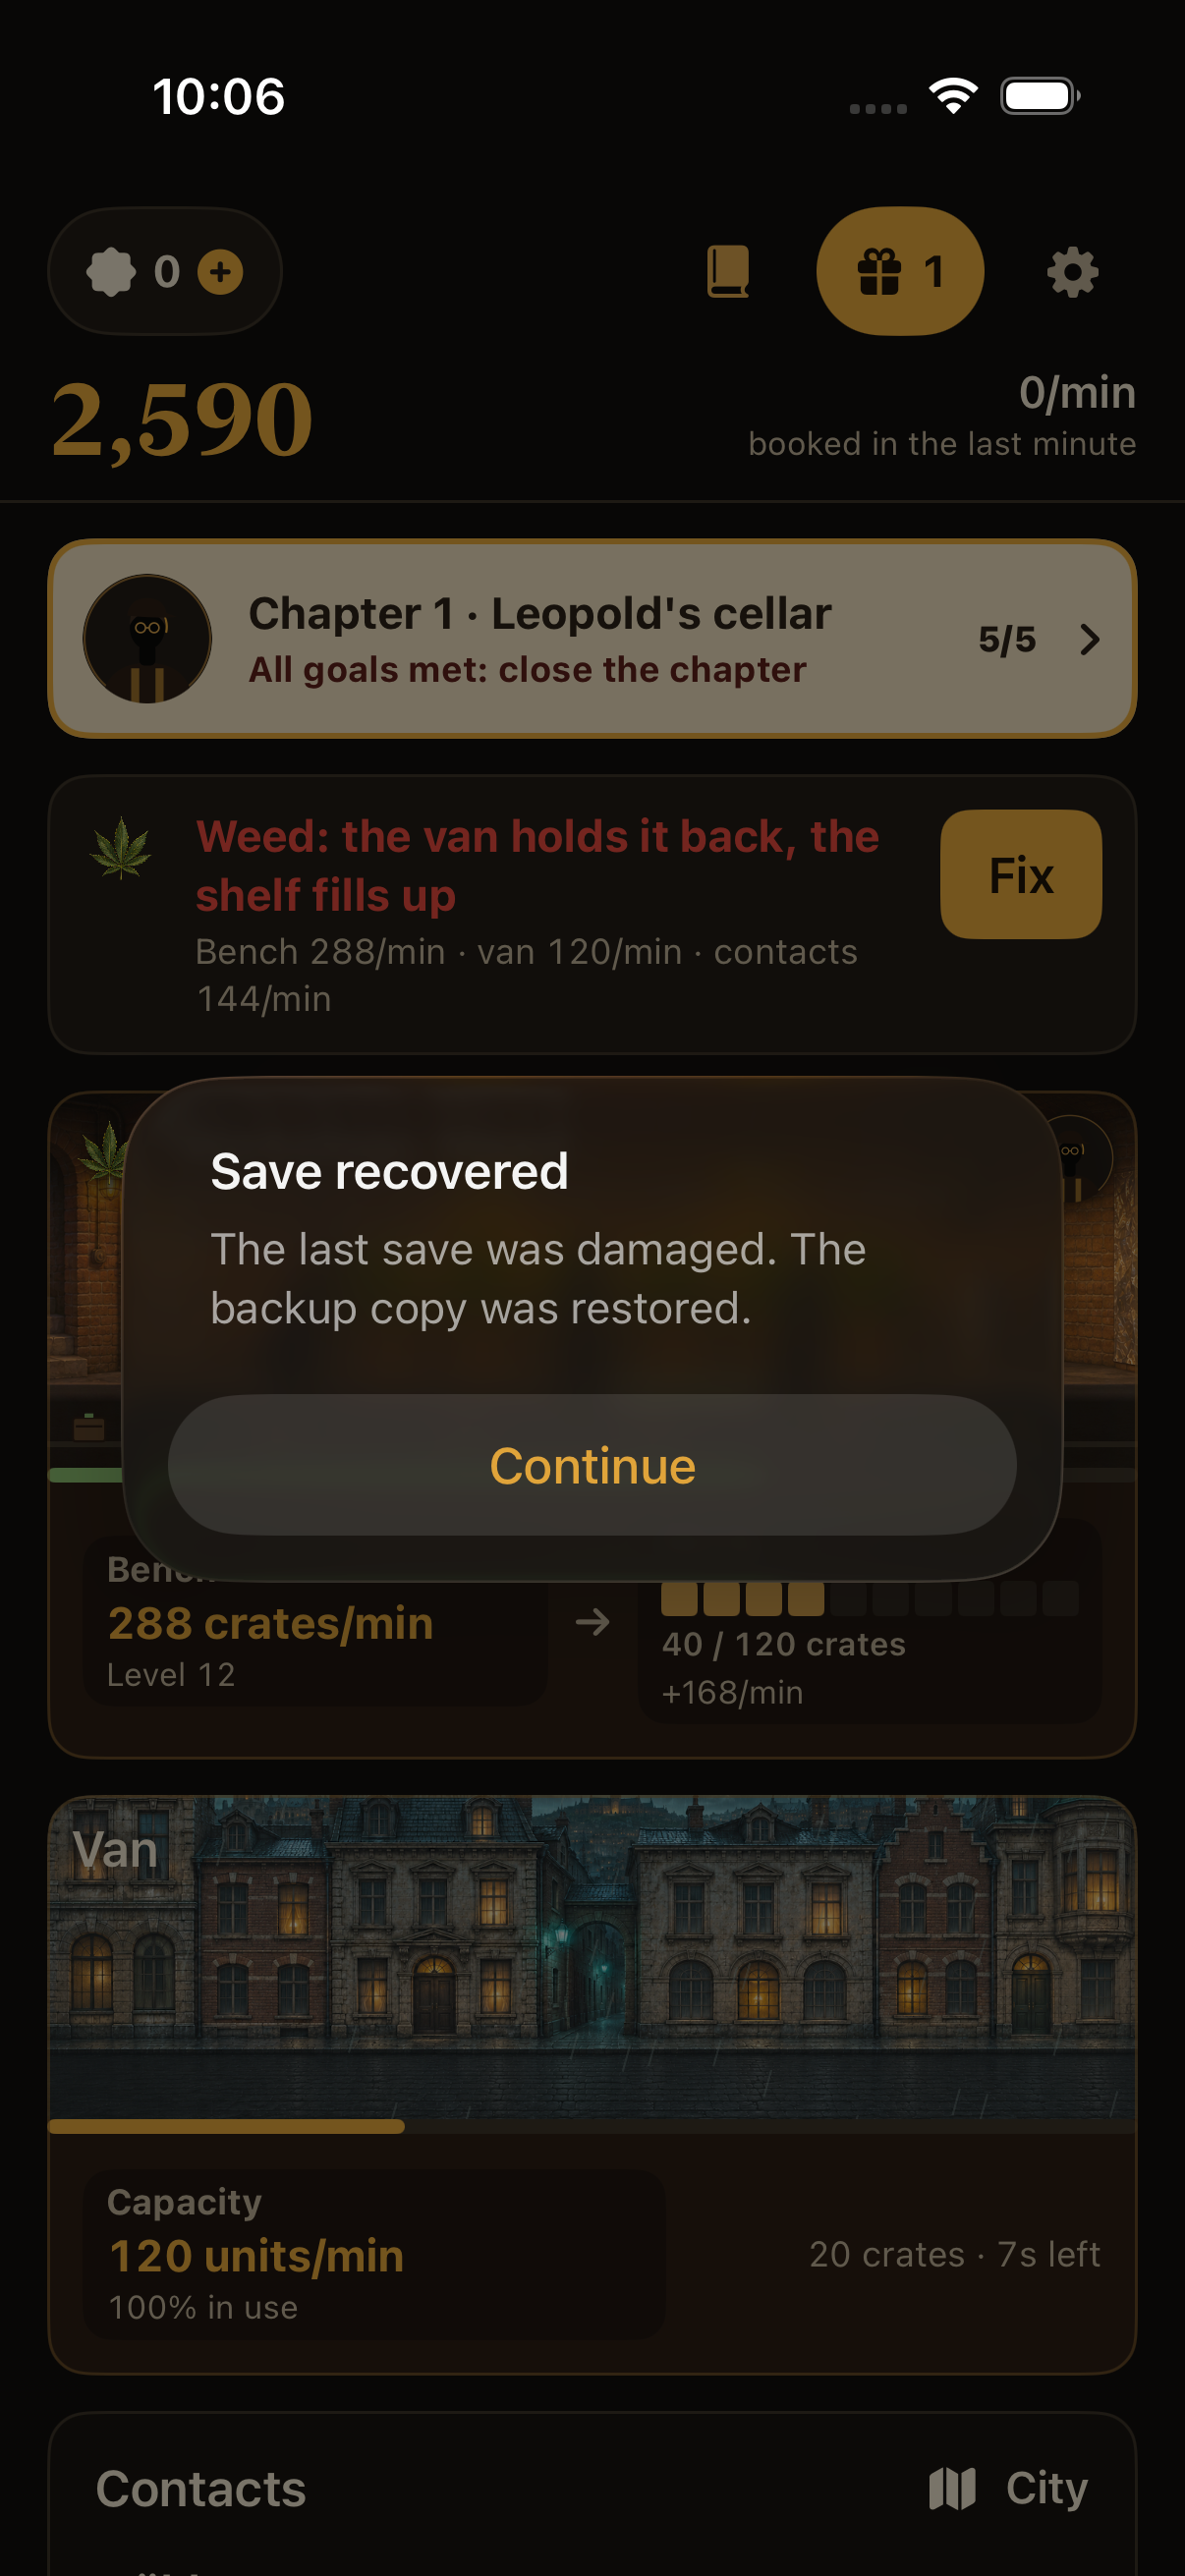 10:06
0
1
2,590
0/min
booked in the last minute
Chapter 1 · Leopold's cellar
All goals met: close the chapter
5/5
Weed: the van holds it back, the
shelf fills up
Bench 288/min · van 120/min · contacts
144/min
Fix
Save recovered
The last save was damaged. The
backup copy was restored.
Continue
288 crates/min
Level 12
40 / 120 crates
+168/min
Van
Capacity
120 units/min
100% in use
20 crates · 7s left
Contacts
City